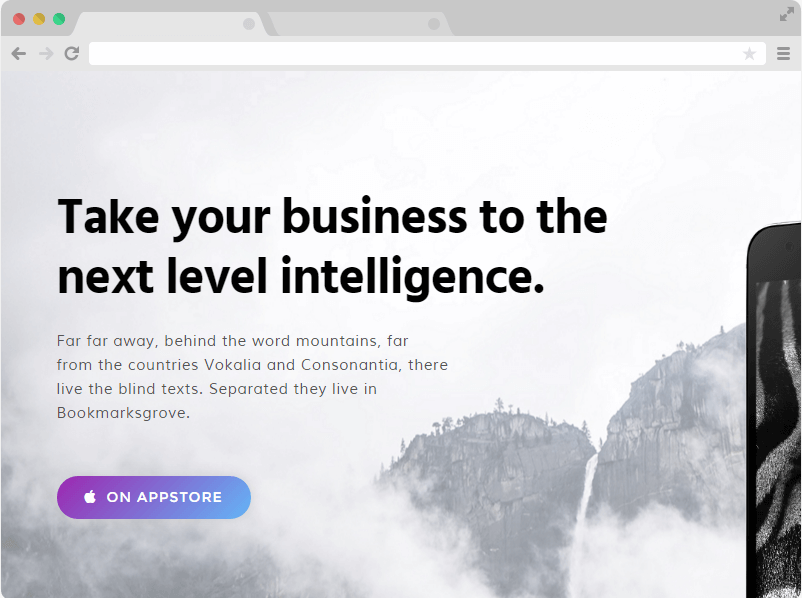 Take your business to the
next level intelligence.
Far far away, behind the word mountains, far
from the countries Vokalia and Consonantia, there
live the blind texts. Separated they live in
Bookmarksgrove.
ON APPSTORE